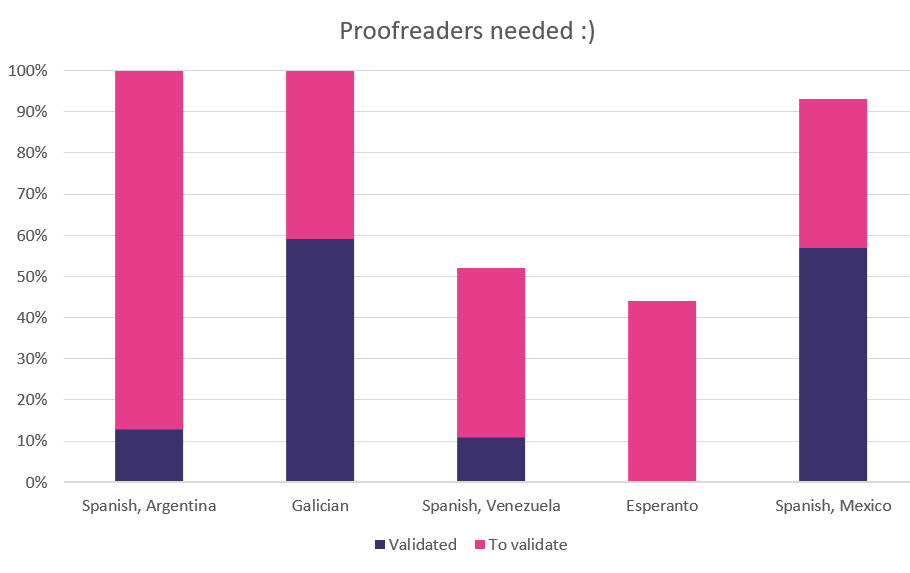 Proofreaders needed :)
100%
90%
80%
70%
60%
50%
40%
30%
20%
10%
0%
Spanish, Argentina
Galician
Spanish, Venezuela
Esperanto
Spanish, Mexico
Validated
To validate